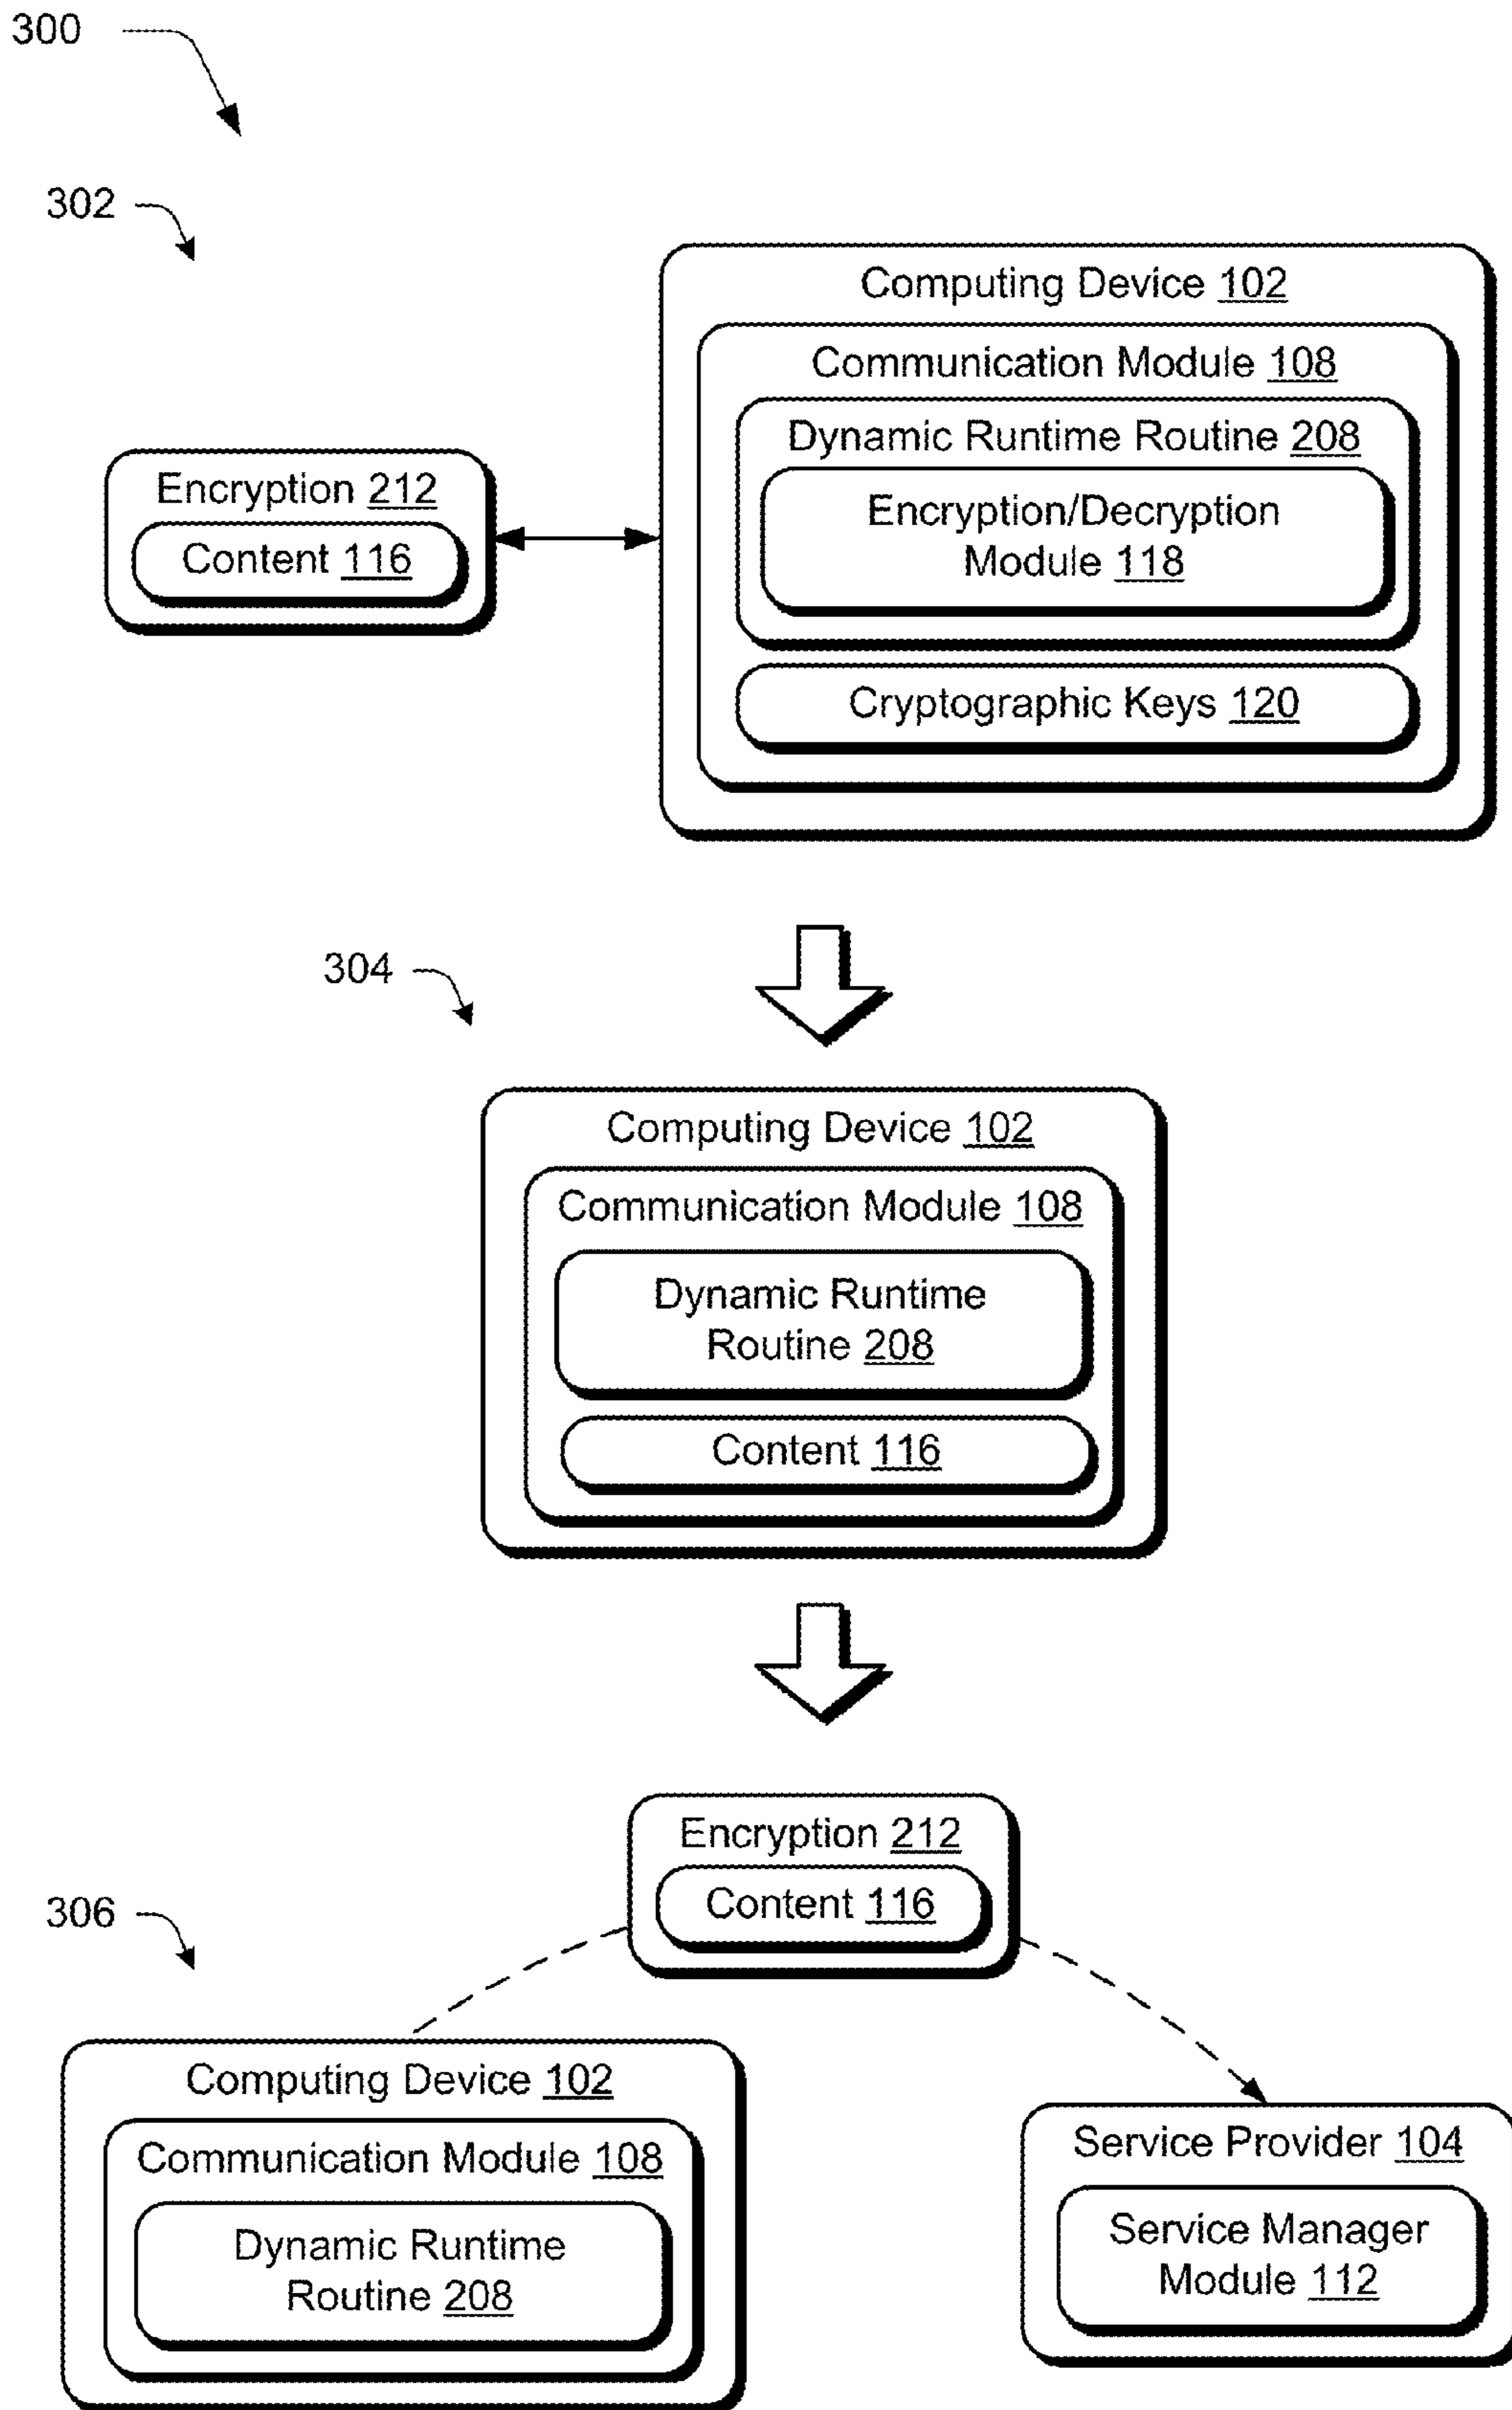 300
302
Computing Device 102
Communication Module 108
Dynamic Runtime Routine 208
Encryption/Decryption
Module 118
Cryptographic Keys 120
Encryption 212
Content 116
304
Computing Device 102
Communication Module 108
Dynamic Runtime
Routine 208
Content 116
Encryption 212
Content 116
306
Computing Device 102
Communication Module 108
Dynamic Runtime
Routine 208
Service Provider 104
Service Manager
Module 112